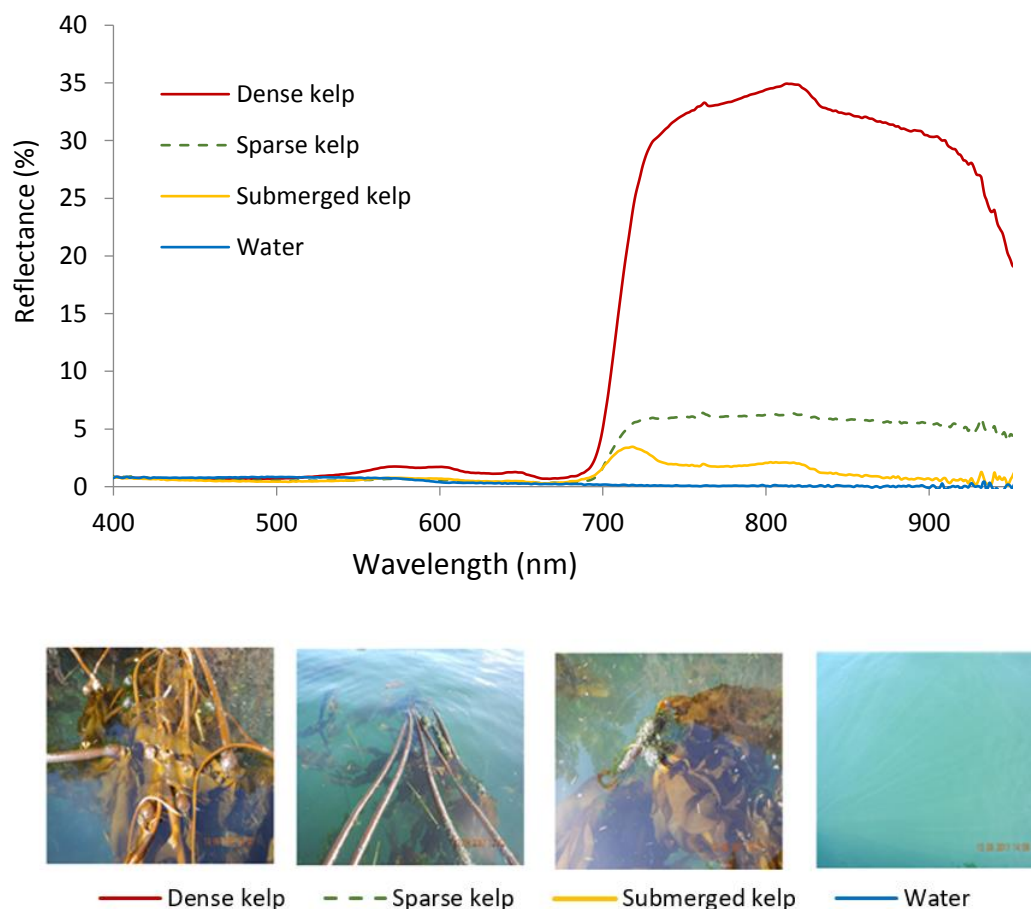 40
35
30
25
20
15
10
5
0
Reflectance (%)
Dense kelp
Sparse kelp
Submerged kelp
Water
400 500 600 700 800 900
Wavelength (nm)
Dense kelp Sparse kelp Submerged kelp Water